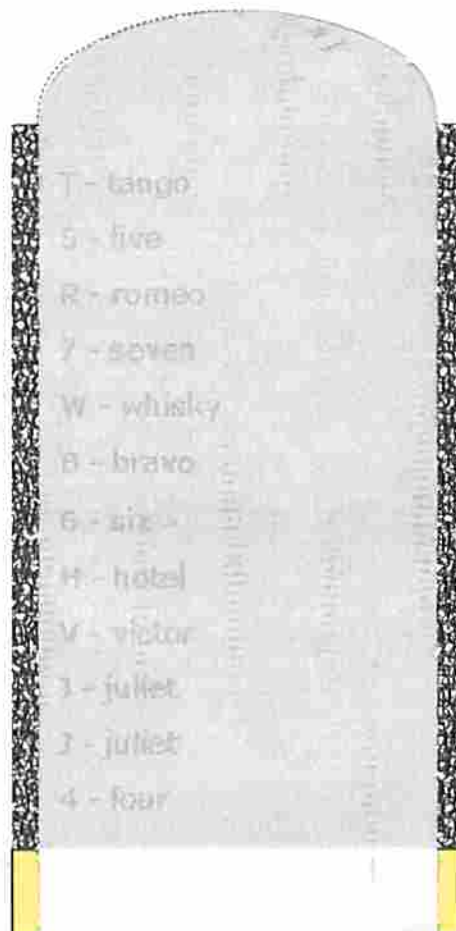 T - tango
5 - five
R - romeo
7 - seven
W - whisky
B - bravo
6 - six
H - hotel
V - victor
J - juliet
J - juliet
4 - four